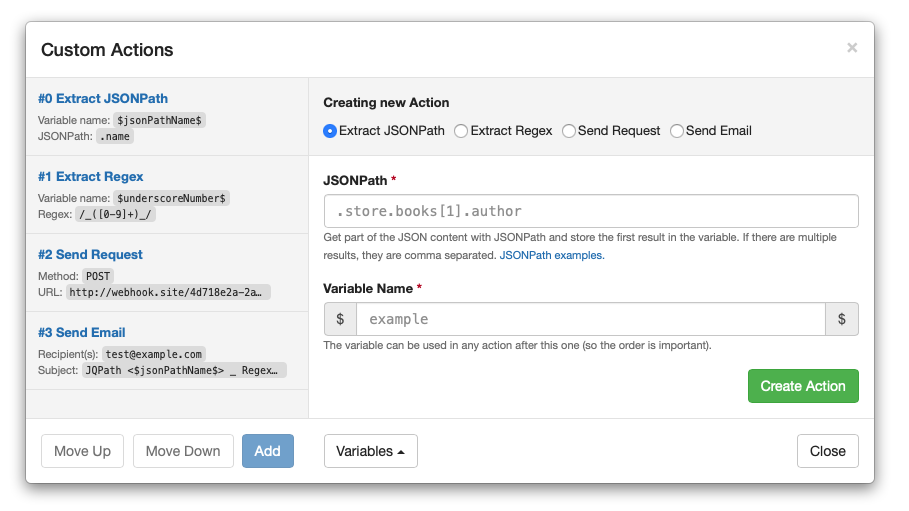 Custom Actions
×
#0 Extract JSONPath
Variable name: $jsonPathName$
JSONPath: .name
#1 Extract Regex
Variable name: $underscoreNumber$
Regex: /_([0-9]+)_/
#2 Send Request
Method: POST
URL: http://webhook.site/4d718e2a-2a…
#3 Send Email
Recipient(s): test@example.com
Subject: JQPath <$jsonPathName$> _ Regex…
Creating new Action
Extract JSONPath Extract Regex Send Request Send Email
JSONPath *
.store.books[1].author
Get part of the JSON content with JSONPath and store the first result in the variable. If there are multiple
results, they are comma separated. JSONPath examples.
Variable Name *
$ example $
The variable can be used in any action after this one (so the order is important).
Create Action
Move Up Move Down Add Variables Close